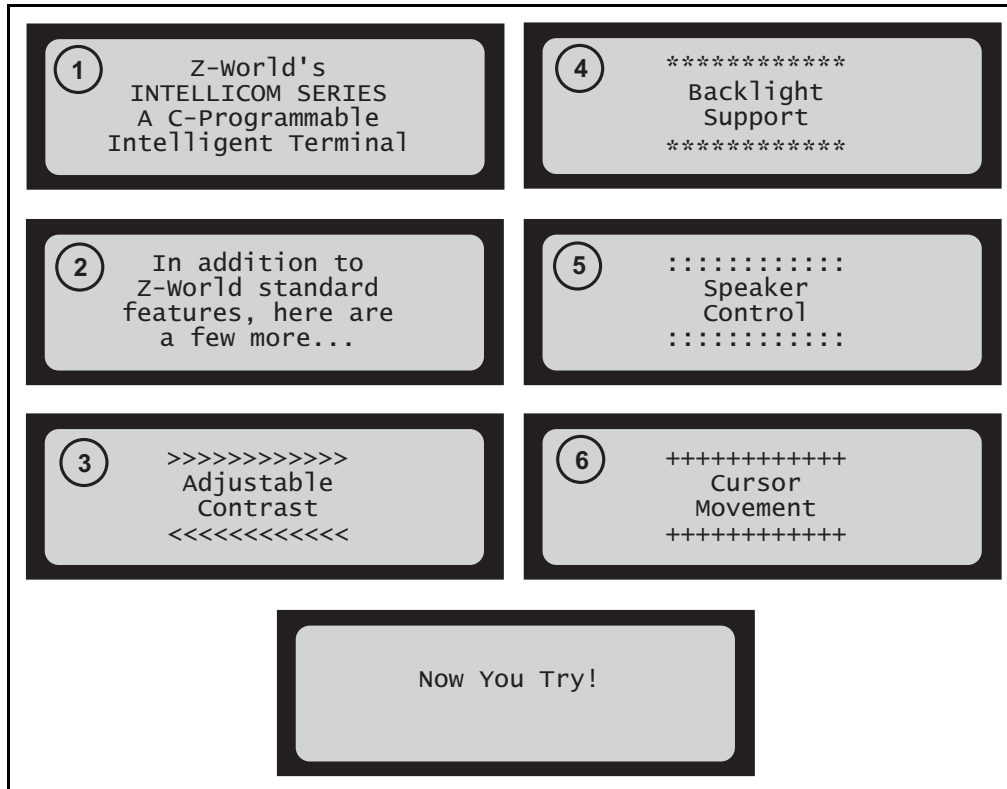 1
Z-World's
INTELLICOM SERIES
A C-Programmable
Intelligent Terminal
2
In addition to
Z-World standard
features, here are
a few more...
3
>>>>>>>>>>>>
Adjustable
Contrast
<<<<<<<<<<<<
4
************
Backlight
Support
************
5
::::::::::::
Speaker
Control
::::::::::::
6
++++++++++++
Cursor
Movement
++++++++++++
Now You Try!